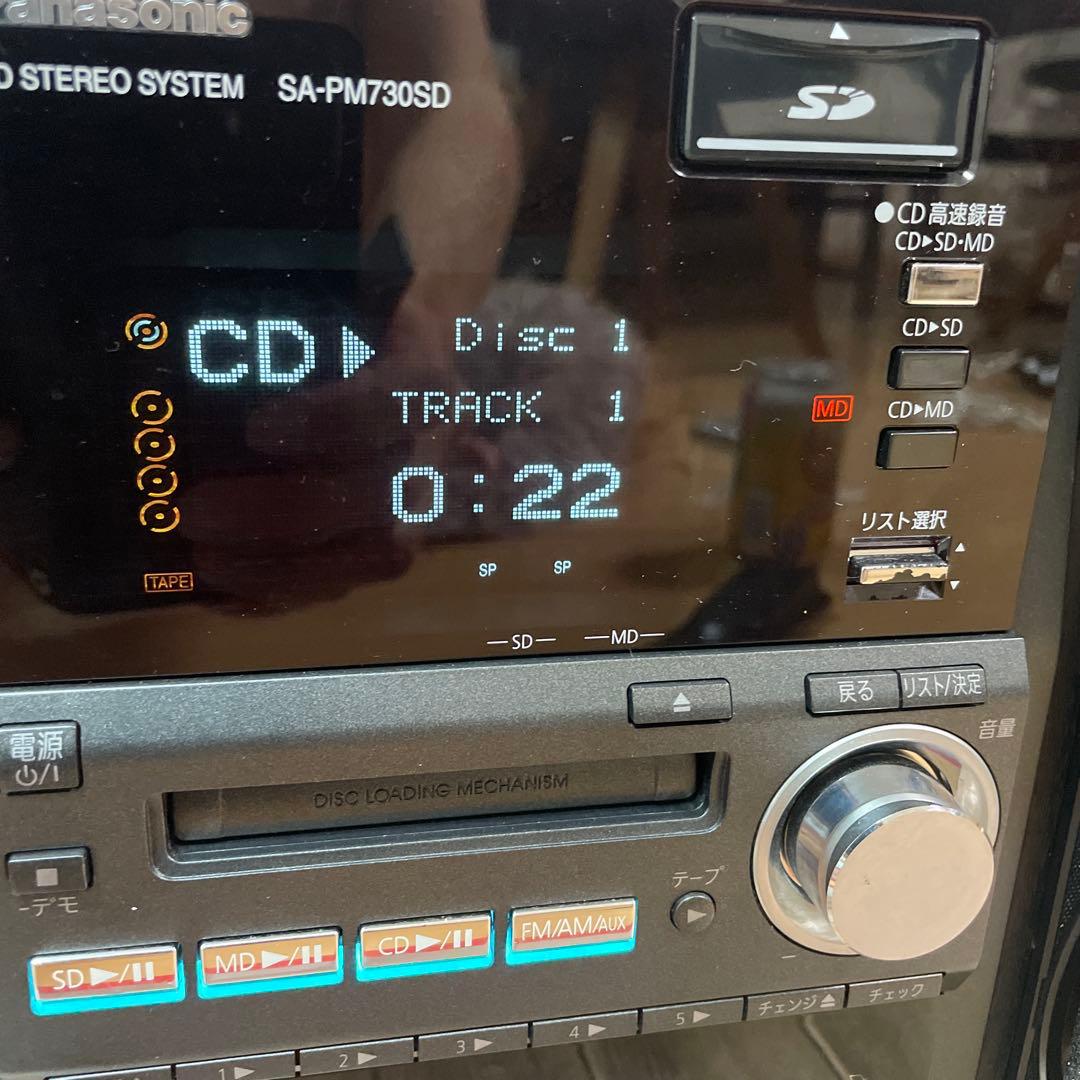 Panasonic
D STEREO SYSTEM SA-PM730SD
SD
CD 高速録音
CD▶SD・MD
CD▶SD
CD▶MD
MD
リスト選択
CD ▶ Disc 1
TRACK 1
0:22
TAPE
SP SP
SD MD
戻る
リスト/決定
音量
電源
⏻/I
DISC LOADING MECHANISM
-デモ
テープ
SD ▶/❚❚
MD ▶/❚❚
CD ▶/❚❚
FM/AM/AUX
1 ▶
2 ▶
3 ▶
4 ▶
5 ▶
チェンジ ⏏
チェック